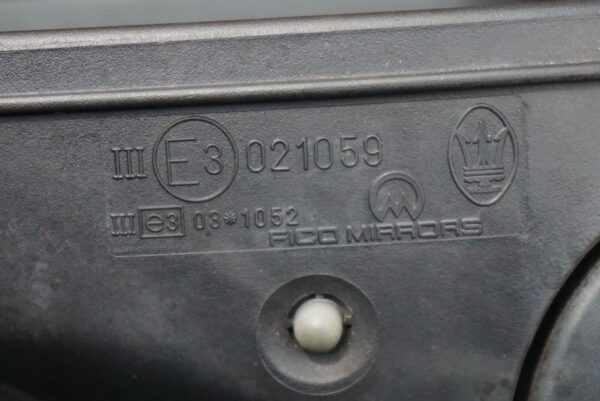 III E3 021059
III e3 03*1052
FICO MIRRORS